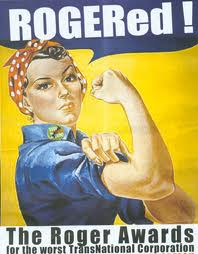 ROGERed !
The Roger Awards
for the worst TransNational Corporation